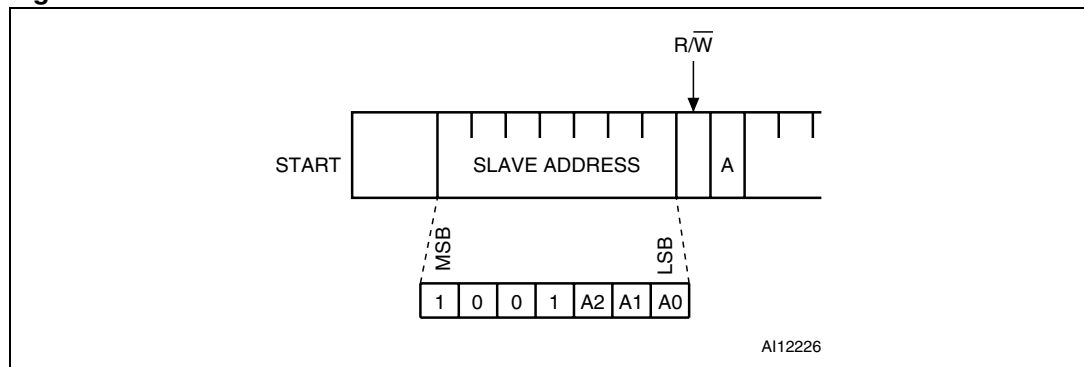 R/W̅
START
SLAVE ADDRESS
A
MSB
LSB
1 0 0 1 A2 A1 A0
AI12226